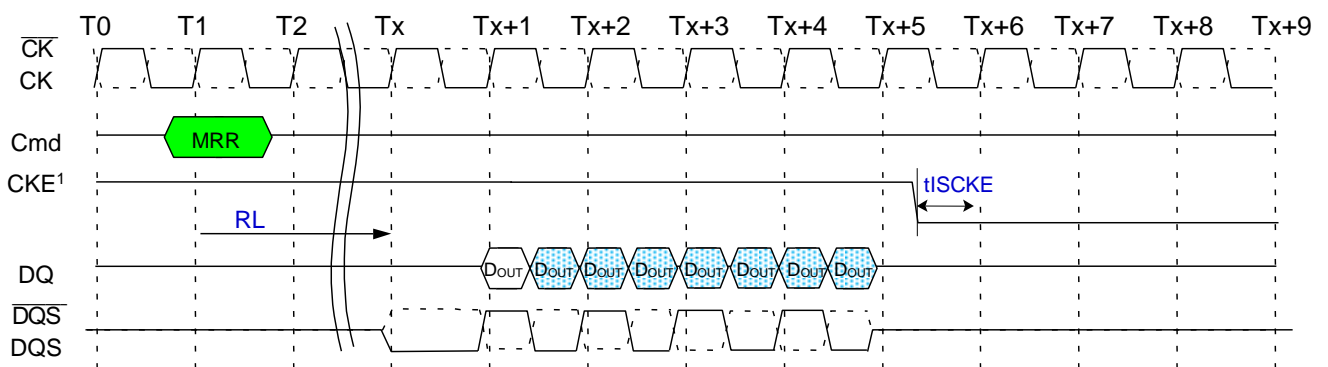 T0 T1 T2 Tx Tx+1 Tx+2 Tx+3 Tx+4 Tx+5 Tx+6 Tx+7 Tx+8 Tx+9
CK
CK
Cmd MRR
CKE¹ tISCKE
RL
DQ DOUT DOUT DOUT DOUT DOUT DOUT DOUT DOUT
DQS
DQS